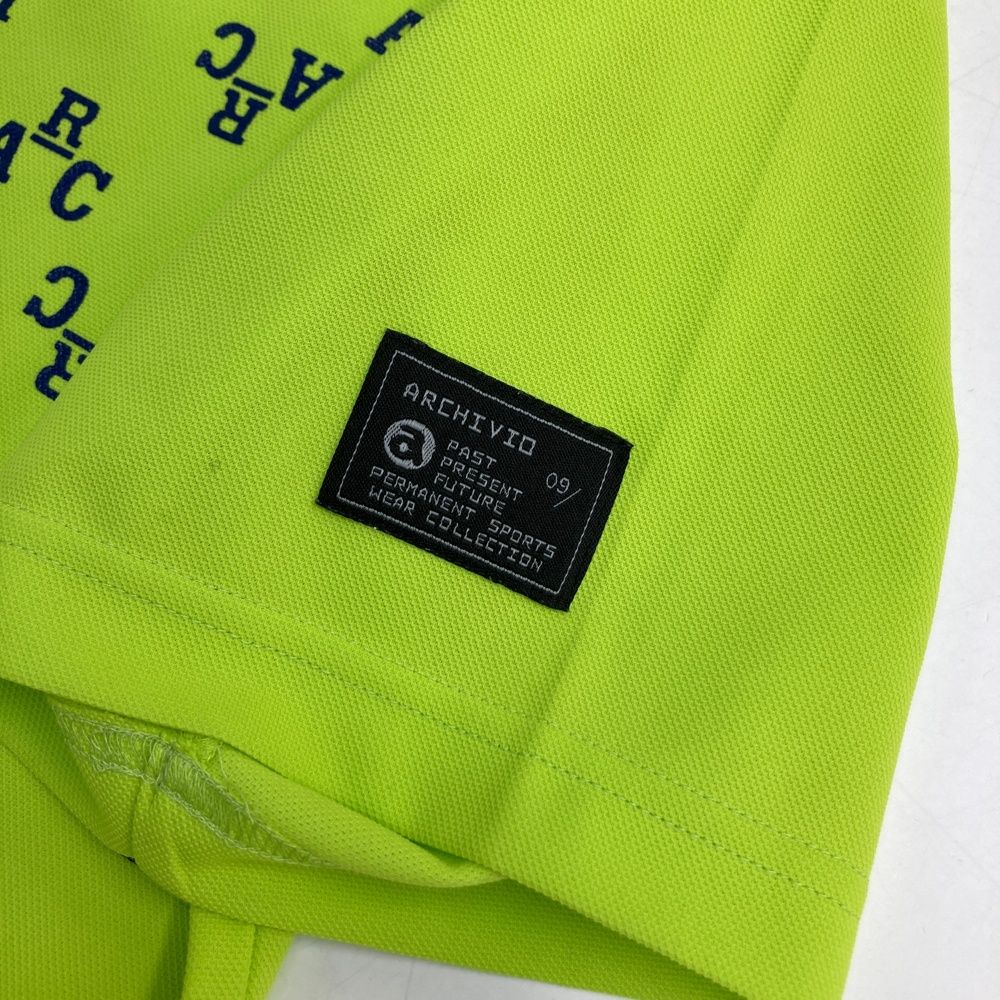 R
C
A
R
A
C
C
R
ARCHIVIO
a
PAST
PRESENT 09/
FUTURE
PERMANENT SPORTS
WEAR COLLECTION